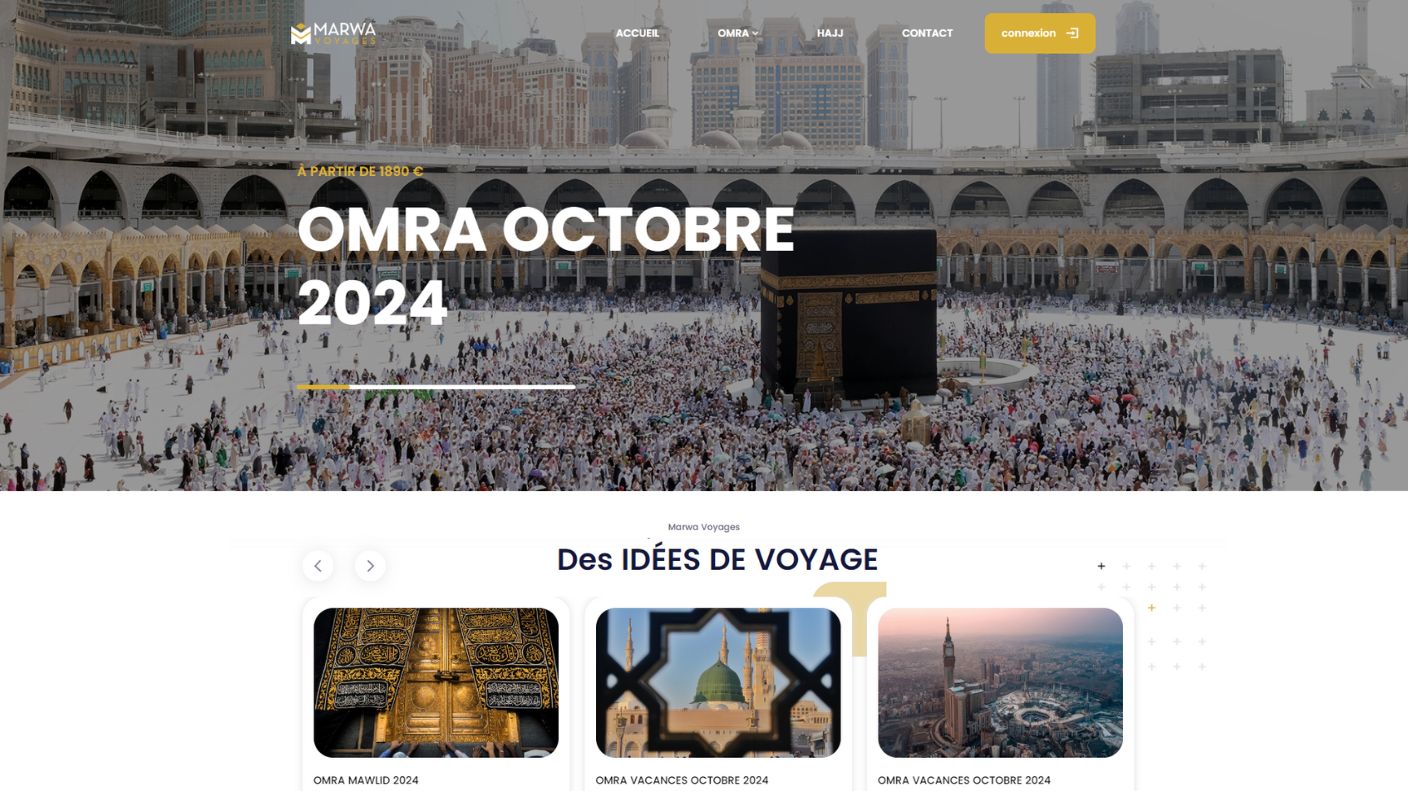 MARWA
VOYAGES
ACCUEIL
OMRA
HAJJ
CONTACT
connexion
À PARTIR DE 1890 €
OMRA OCTOBRE
2024
Marwa Voyages
Des IDÉES DE VOYAGE
OMRA MAWLID 2024
OMRA VACANCES OCTOBRE 2024
OMRA VACANCES OCTOBRE 2024